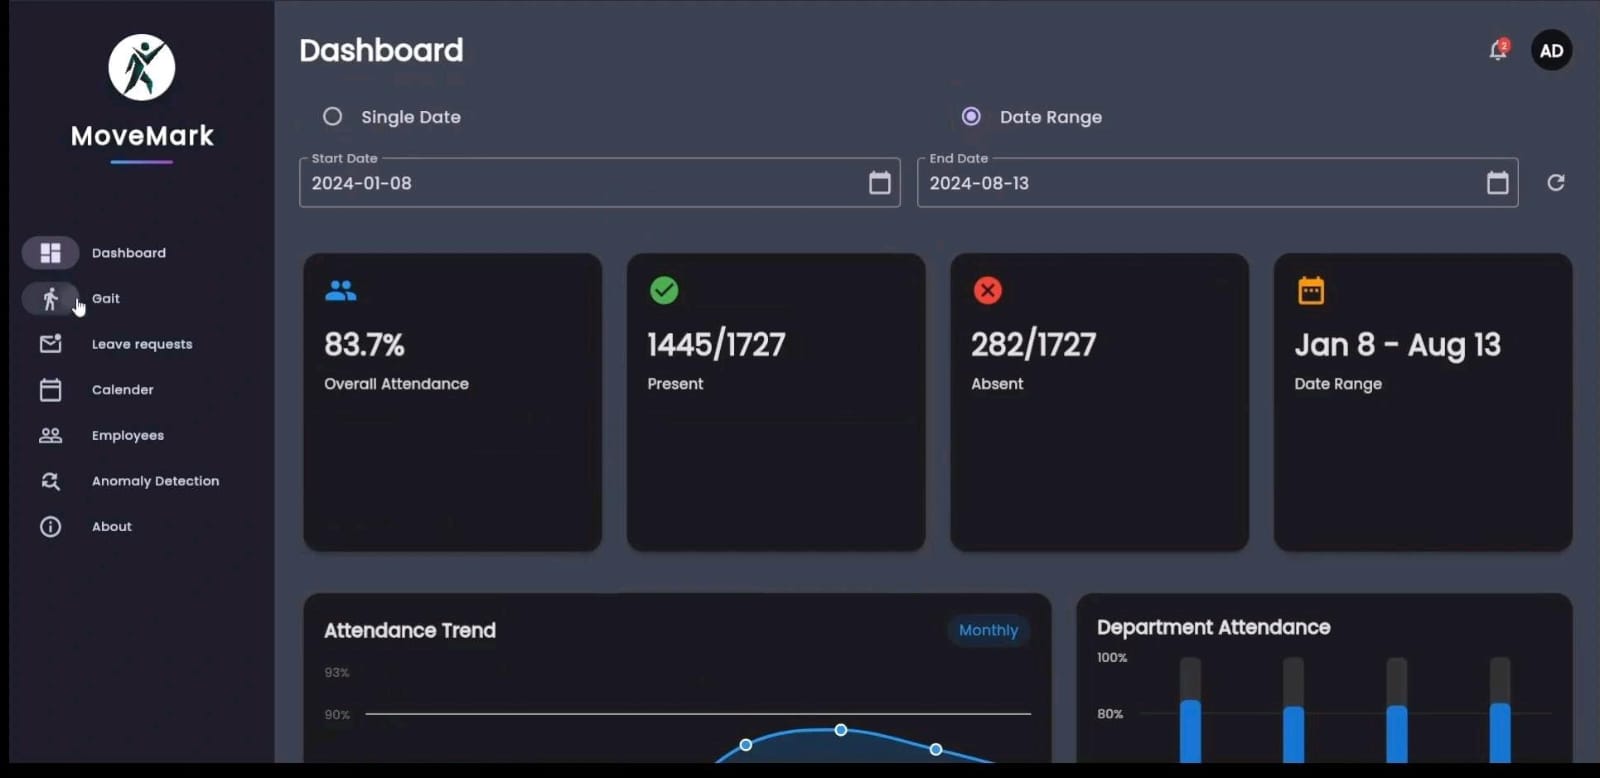 MoveMark
Dashboard
Gait
Leave requests
Calender
Employees
Anomaly Detection
About
Dashboard
2
AD
Single Date
Date Range
Start Date
2024-01-08
End Date
2024-08-13
83.7%
Overall Attendance
1445/1727
Present
282/1727
Absent
Jan 8 - Aug 13
Date Range
Attendance Trend
Monthly
93%
90%
Department Attendance
100%
80%